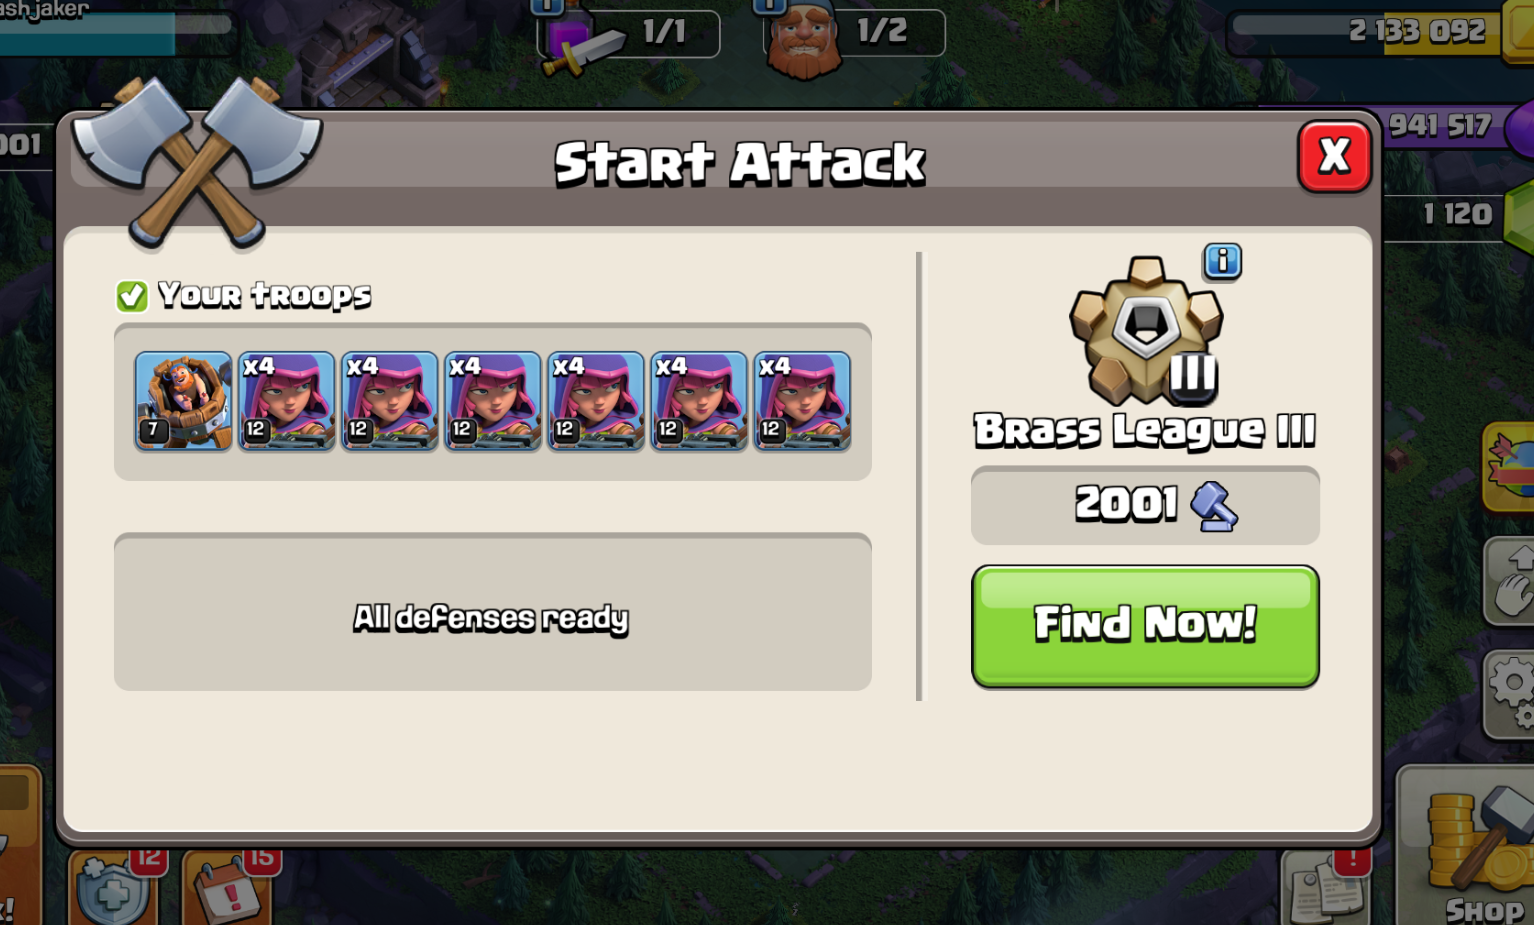 ashjaker
1/1
1/2
2 133 092
941 517
001
Start Attack
X
1 120
Your troops
i
x4 x4 x4 x4 x4 x4
7 12 12 12 12 12 12
III
Brass League III
2001
Find Now!
All defenses ready
12
15
!
k!
Shop